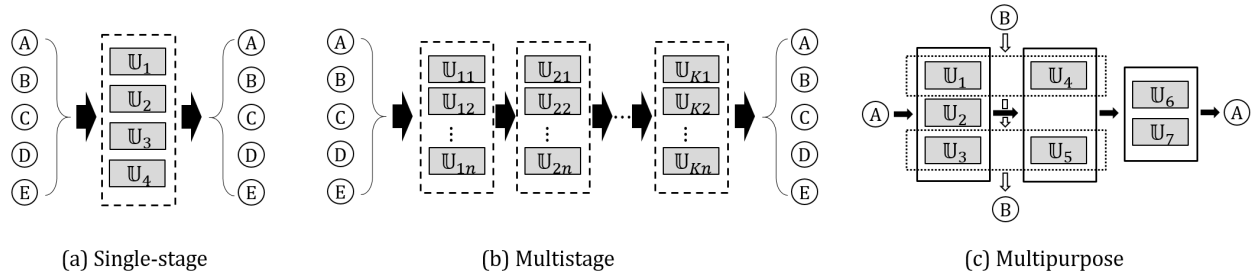 A
B
C
D
E
𝕌1
𝕌2
𝕌3
𝕌4
A
B
C
D
E
(a) Single-stage
A
B
C
D
E
𝕌11
𝕌12
⋮
𝕌1n
𝕌21
𝕌22
⋮
𝕌2n
...
𝕌K1
𝕌K2
⋮
𝕌Kn
A
B
C
D
E
(b) Multistage
B
A
𝕌1
𝕌2
𝕌3
𝕌4
𝕌5
𝕌6
𝕌7
A
B
(c) Multipurpose